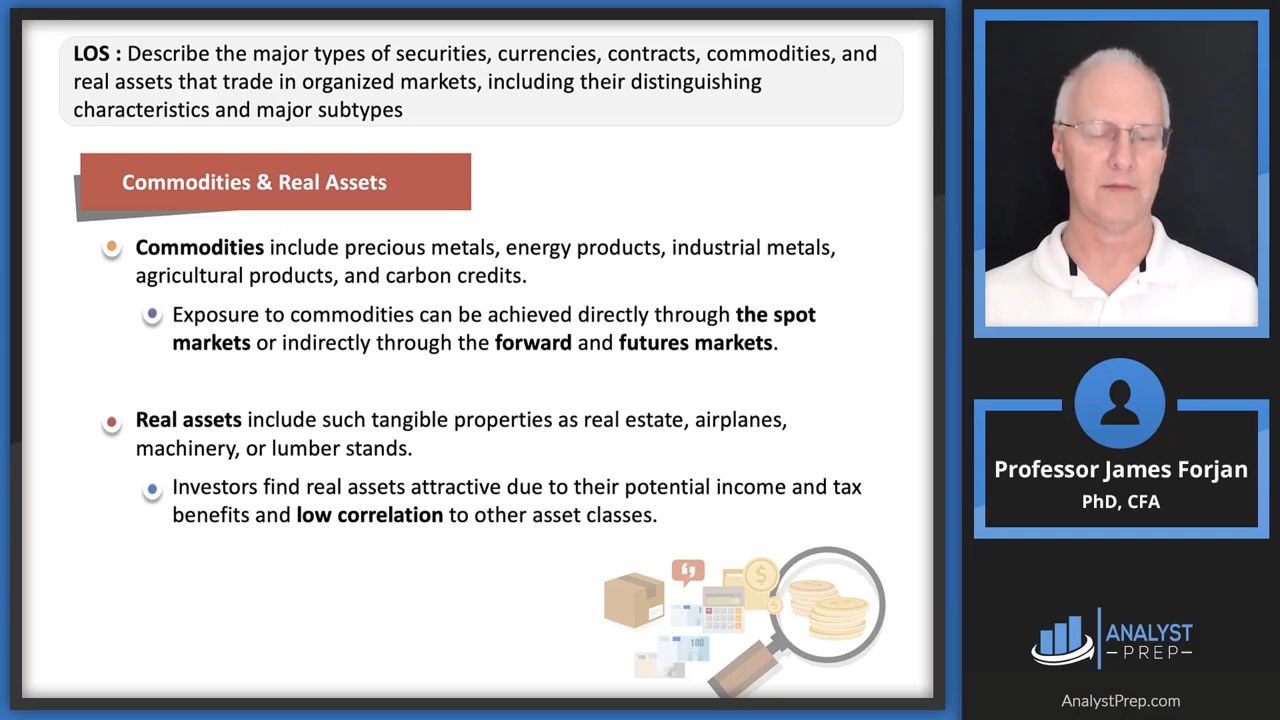 LOS : Describe the major types of securities, currencies, contracts, commodities, and
real assets that trade in organized markets, including their distinguishing
characteristics and major subtypes
Commodities & Real Assets
Commodities include precious metals, energy products, industrial metals,
agricultural products, and carbon credits.
Exposure to commodities can be achieved directly through the spot
markets or indirectly through the forward and futures markets.
Real assets include such tangible properties as real estate, airplanes,
machinery, or lumber stands.
Investors find real assets attractive due to their potential income and tax
benefits and low correlation to other asset classes.
100
Professor James Forjan
PhD, CFA
ANALYST
PREP
AnalystPrep.com